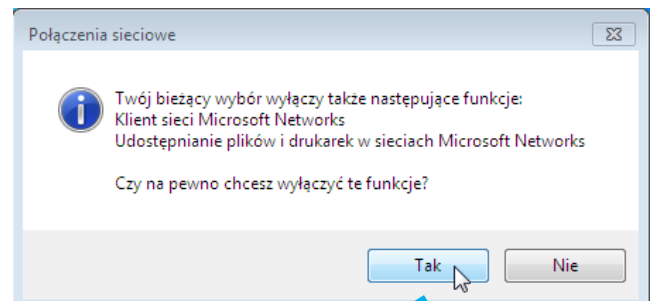 Połączenia sieciowe
Twój bieżący wybór wyłączy także następujące funkcje:
Klient sieci Microsoft Networks
Udostępnianie plików i drukarek w sieciach Microsoft Networks
Czy na pewno chcesz wyłączyć te funkcje?
Tak
Nie